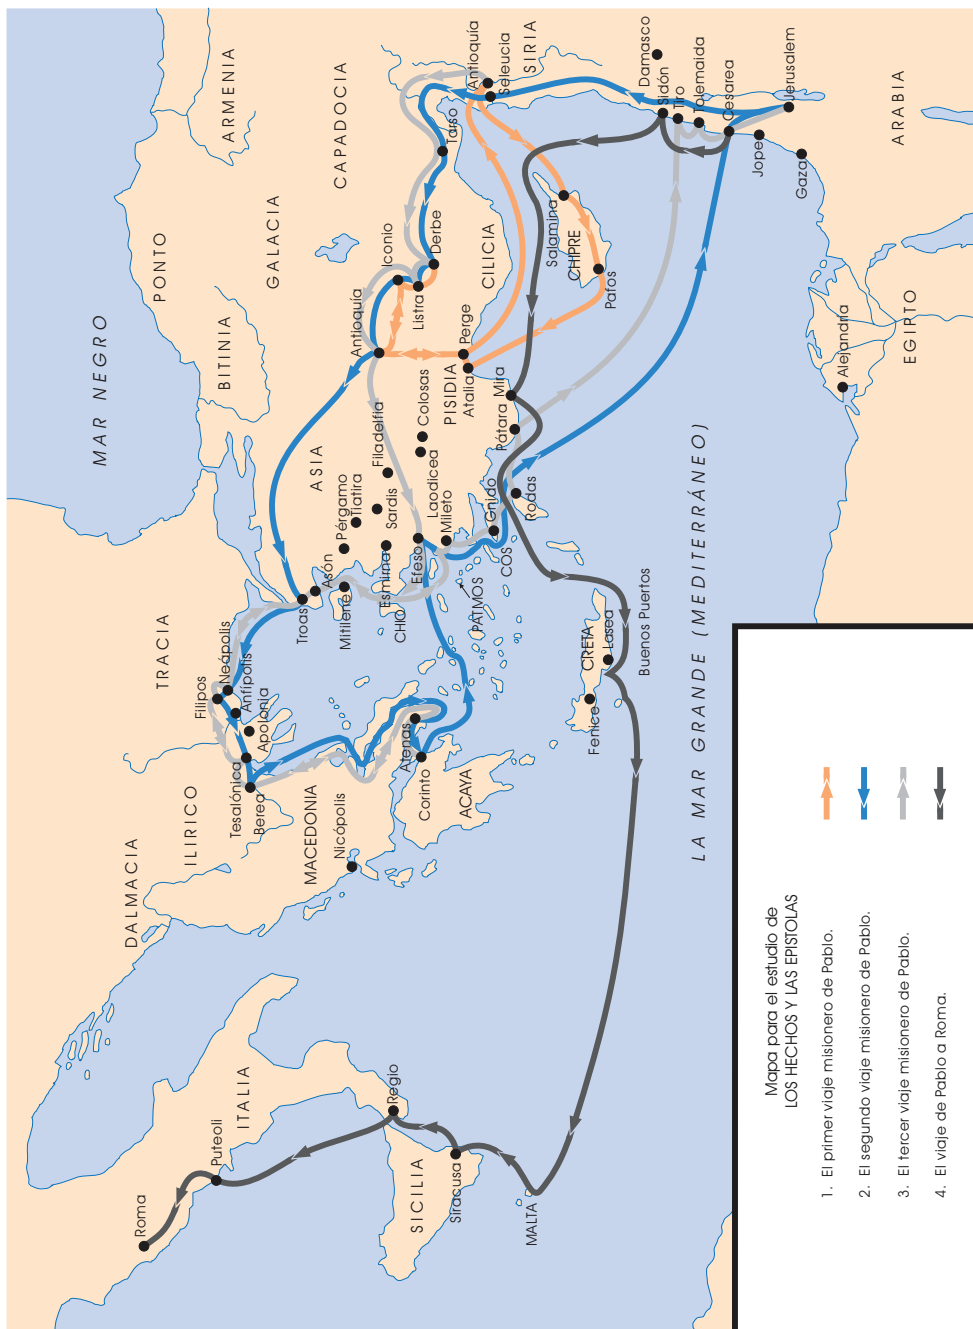 MAR NEGRO
DALMACIA
ILIRICO
TRACIA
MACEDONIA
ACAYA
ITALIA
SICILIA
MALTA
Roma
Puteoli
Regio
Siracusa
Nicópolis
Berea
Tesalónica
Apolonia
Anfípolis
Neápolis
Filipos
Atenas
Corinto
PONTO
BITINIA
GALACIA
ARMENIA
CAPADOCIA
ASIA
PISIDIA
CILICIA
SIRIA
Troas
Asón
Mitilene
Pérgamo
Tiatira
Sardis
Filadelfia
Esmirna
CHIO
Efeso
Mileto
Laodicea
Colosas
PATMOS
COS
Gnido
Rodas
Pátara
Mira
Atalia
Perge
Antioquía
Iconio
Listra
Derbe
Tarso
Antioquía
Seleucia
CHIPRE
Salamina
Pafos
CRETA
Fenice
Lasea
Buenos Puertos
Damasco
Sidón
Tiro
Tolemaida
Cesarea
Jerusalem
Jope
Gaza
ARABIA
Alejandria
EGIPTO
LA MAR GRANDE (MEDITERRÁNEO)
Mapa para el estudio de
LOS HECHOS Y LAS EPISTOLAS
1. El primer viaje misionero de Pablo.
2. El segundo viaje misionero de Pablo.
3. El tercer viaje misionero de Pablo.
4. El viaje de Pablo a Roma.